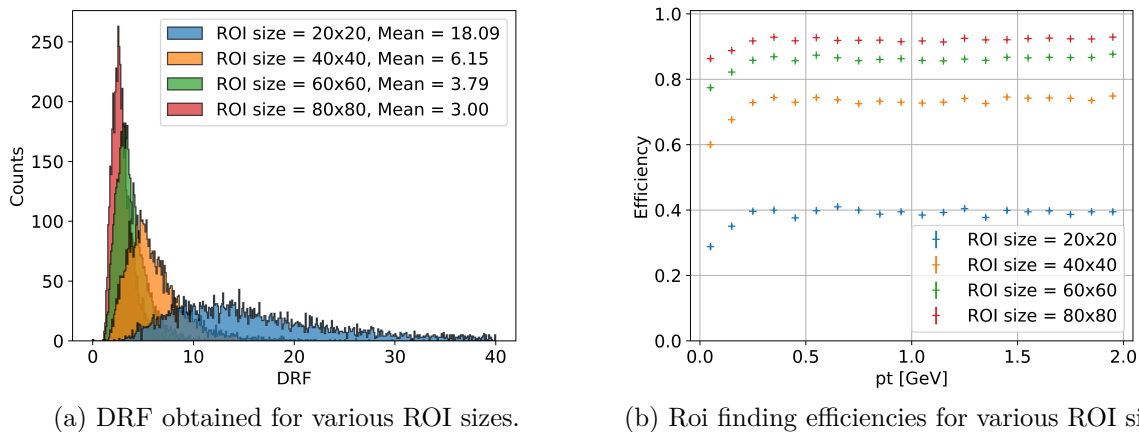 250
200
150
100
50
0
Counts
ROI size = 20x20, Mean = 18.09
ROI size = 40x40, Mean = 6.15
ROI size = 60x60, Mean = 3.79
ROI size = 80x80, Mean = 3.00
0 10 20 30 40
DRF
(a) DRF obtained for various ROI sizes.
1.0
0.8
0.6
0.4
0.2
0.0
Efficiency
ROI size = 20x20
ROI size = 40x40
ROI size = 60x60
ROI size = 80x80
0.0 0.5 1.0 1.5 2.0
pt [GeV]
(b) Roi finding efficiencies for various ROI si